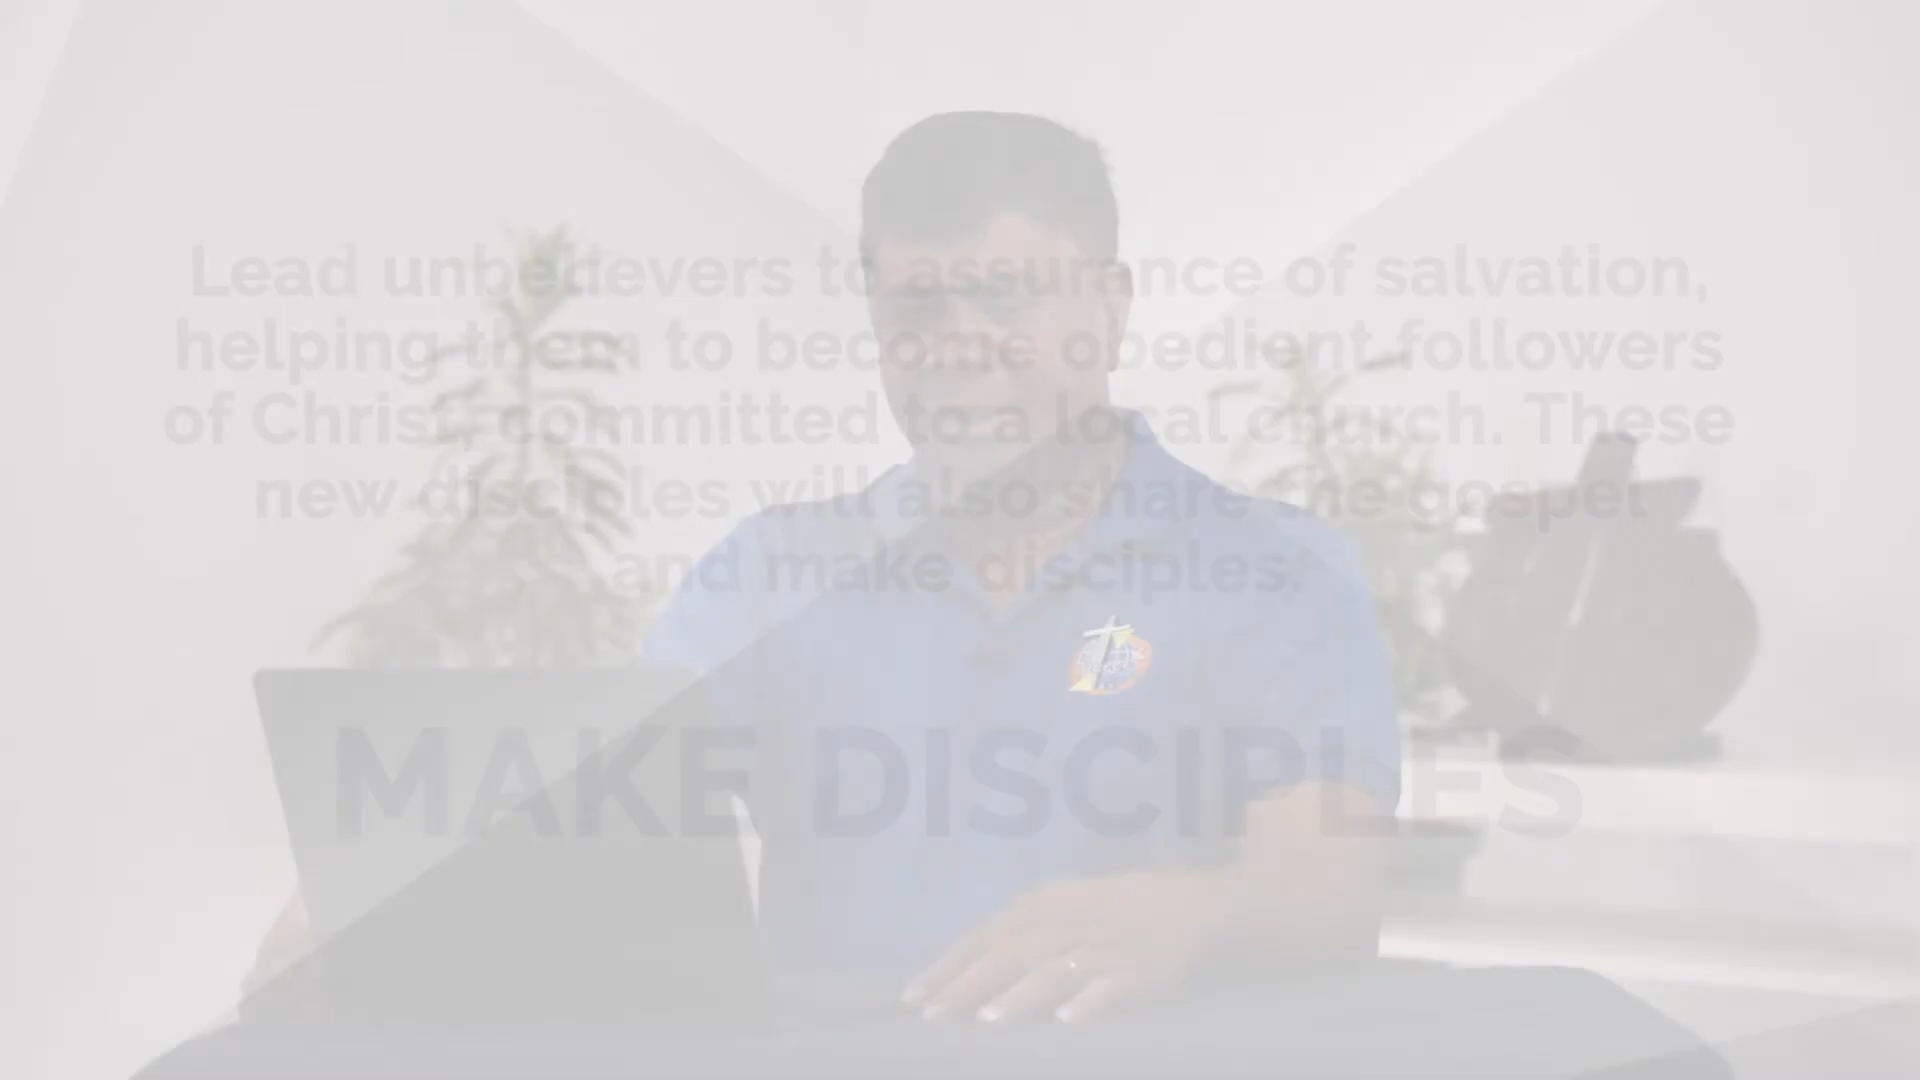 Lead unbelievers to assurance of salvation,
helping them to become obedient followers
of Christ, committed to a local church. These
new disciples will also share the gospel
and make disciples.
MAKE DISCIPLES